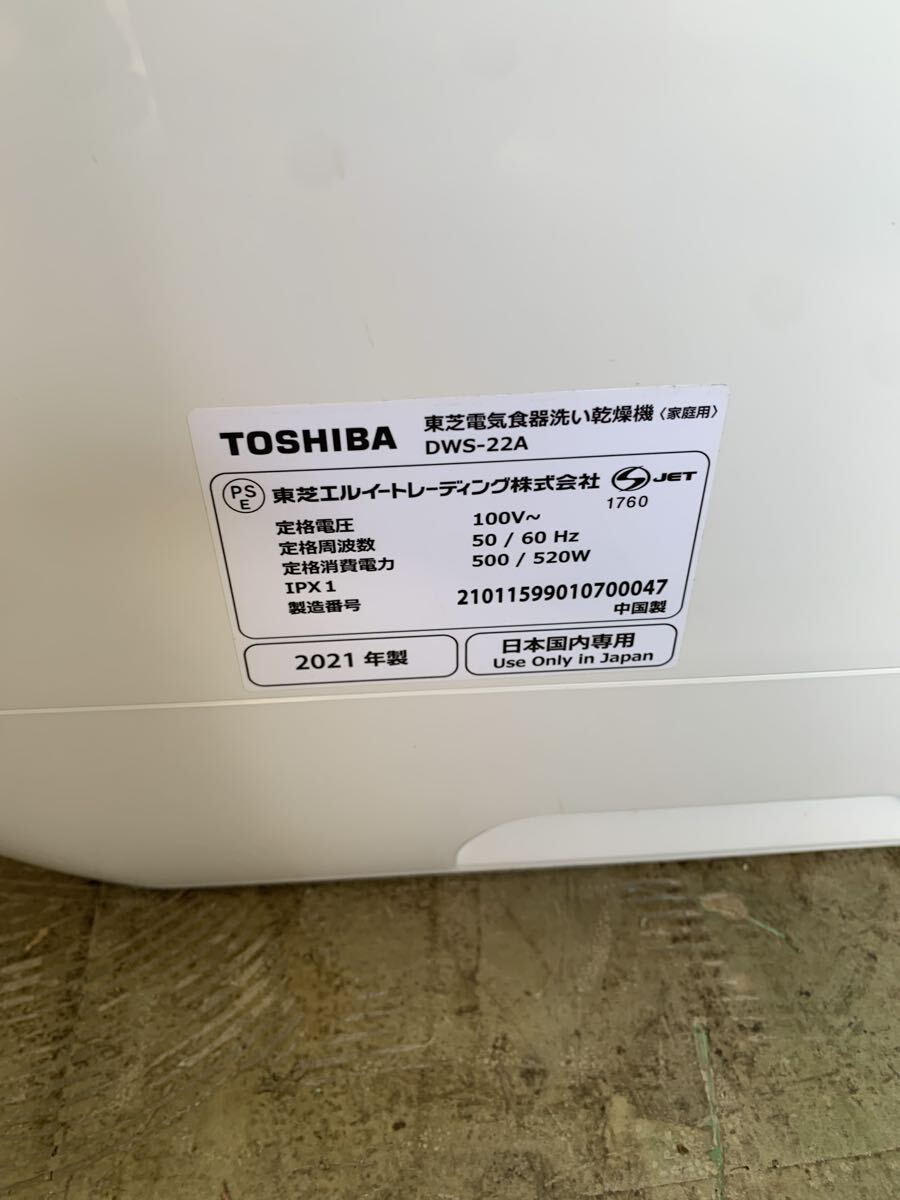 TOSHIBA 東芝電気食器洗い乾燥機〈家庭用〉
DWS-22A
PS E 東芝エルイートレーディング株式会社 JET
1760
定格電圧 100V~
定格周波数 50 / 60 Hz
定格消費電力 500 / 520W
IPX1
製造番号 21011599010700047
中国製
2021 年製
日本国内専用
Use Only in Japan